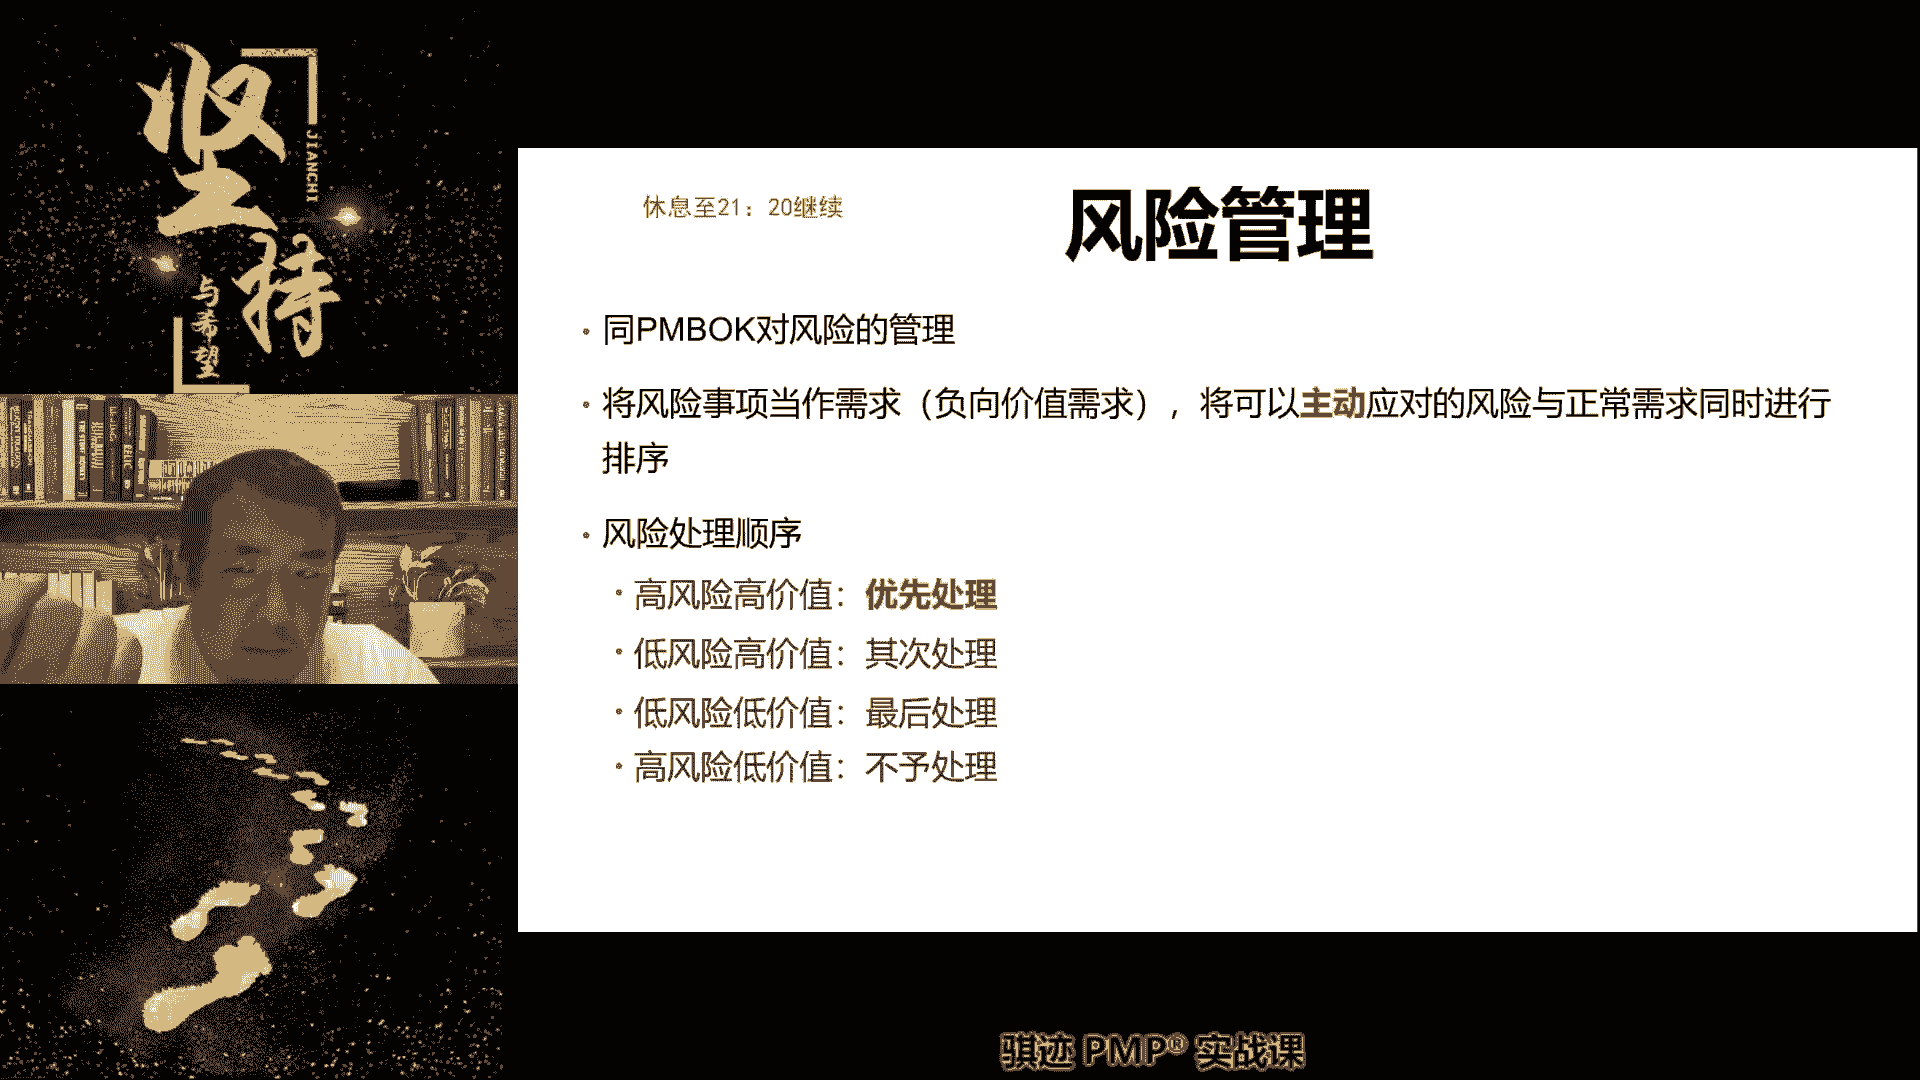 坚持
JIANCHI
与希望
休息至21：20继续
风险管理
同PMBOK对风险的管理
将风险事项当作需求（负向价值需求），将可以主动应对的风险与正常需求同时进行
排序
风险处理顺序
高风险高价值：优先处理
低风险高价值：其次处理
低风险低价值：最后处理
高风险低价值：不予处理
骐迹 PMP® 实战课